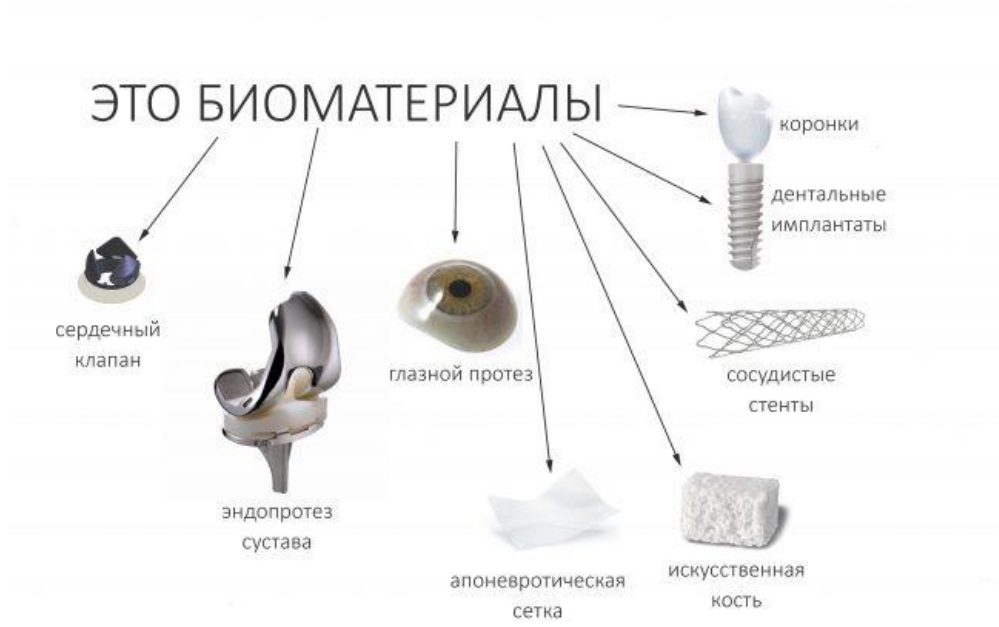 ЭТО БИОМАТЕРИАЛЫ
коронки
дентальные
имплантаты
сердечный
клапан
глазной протез
сосудистые
стенты
эндопротез
сустава
апоневротическая
сетка
искусственная
кость